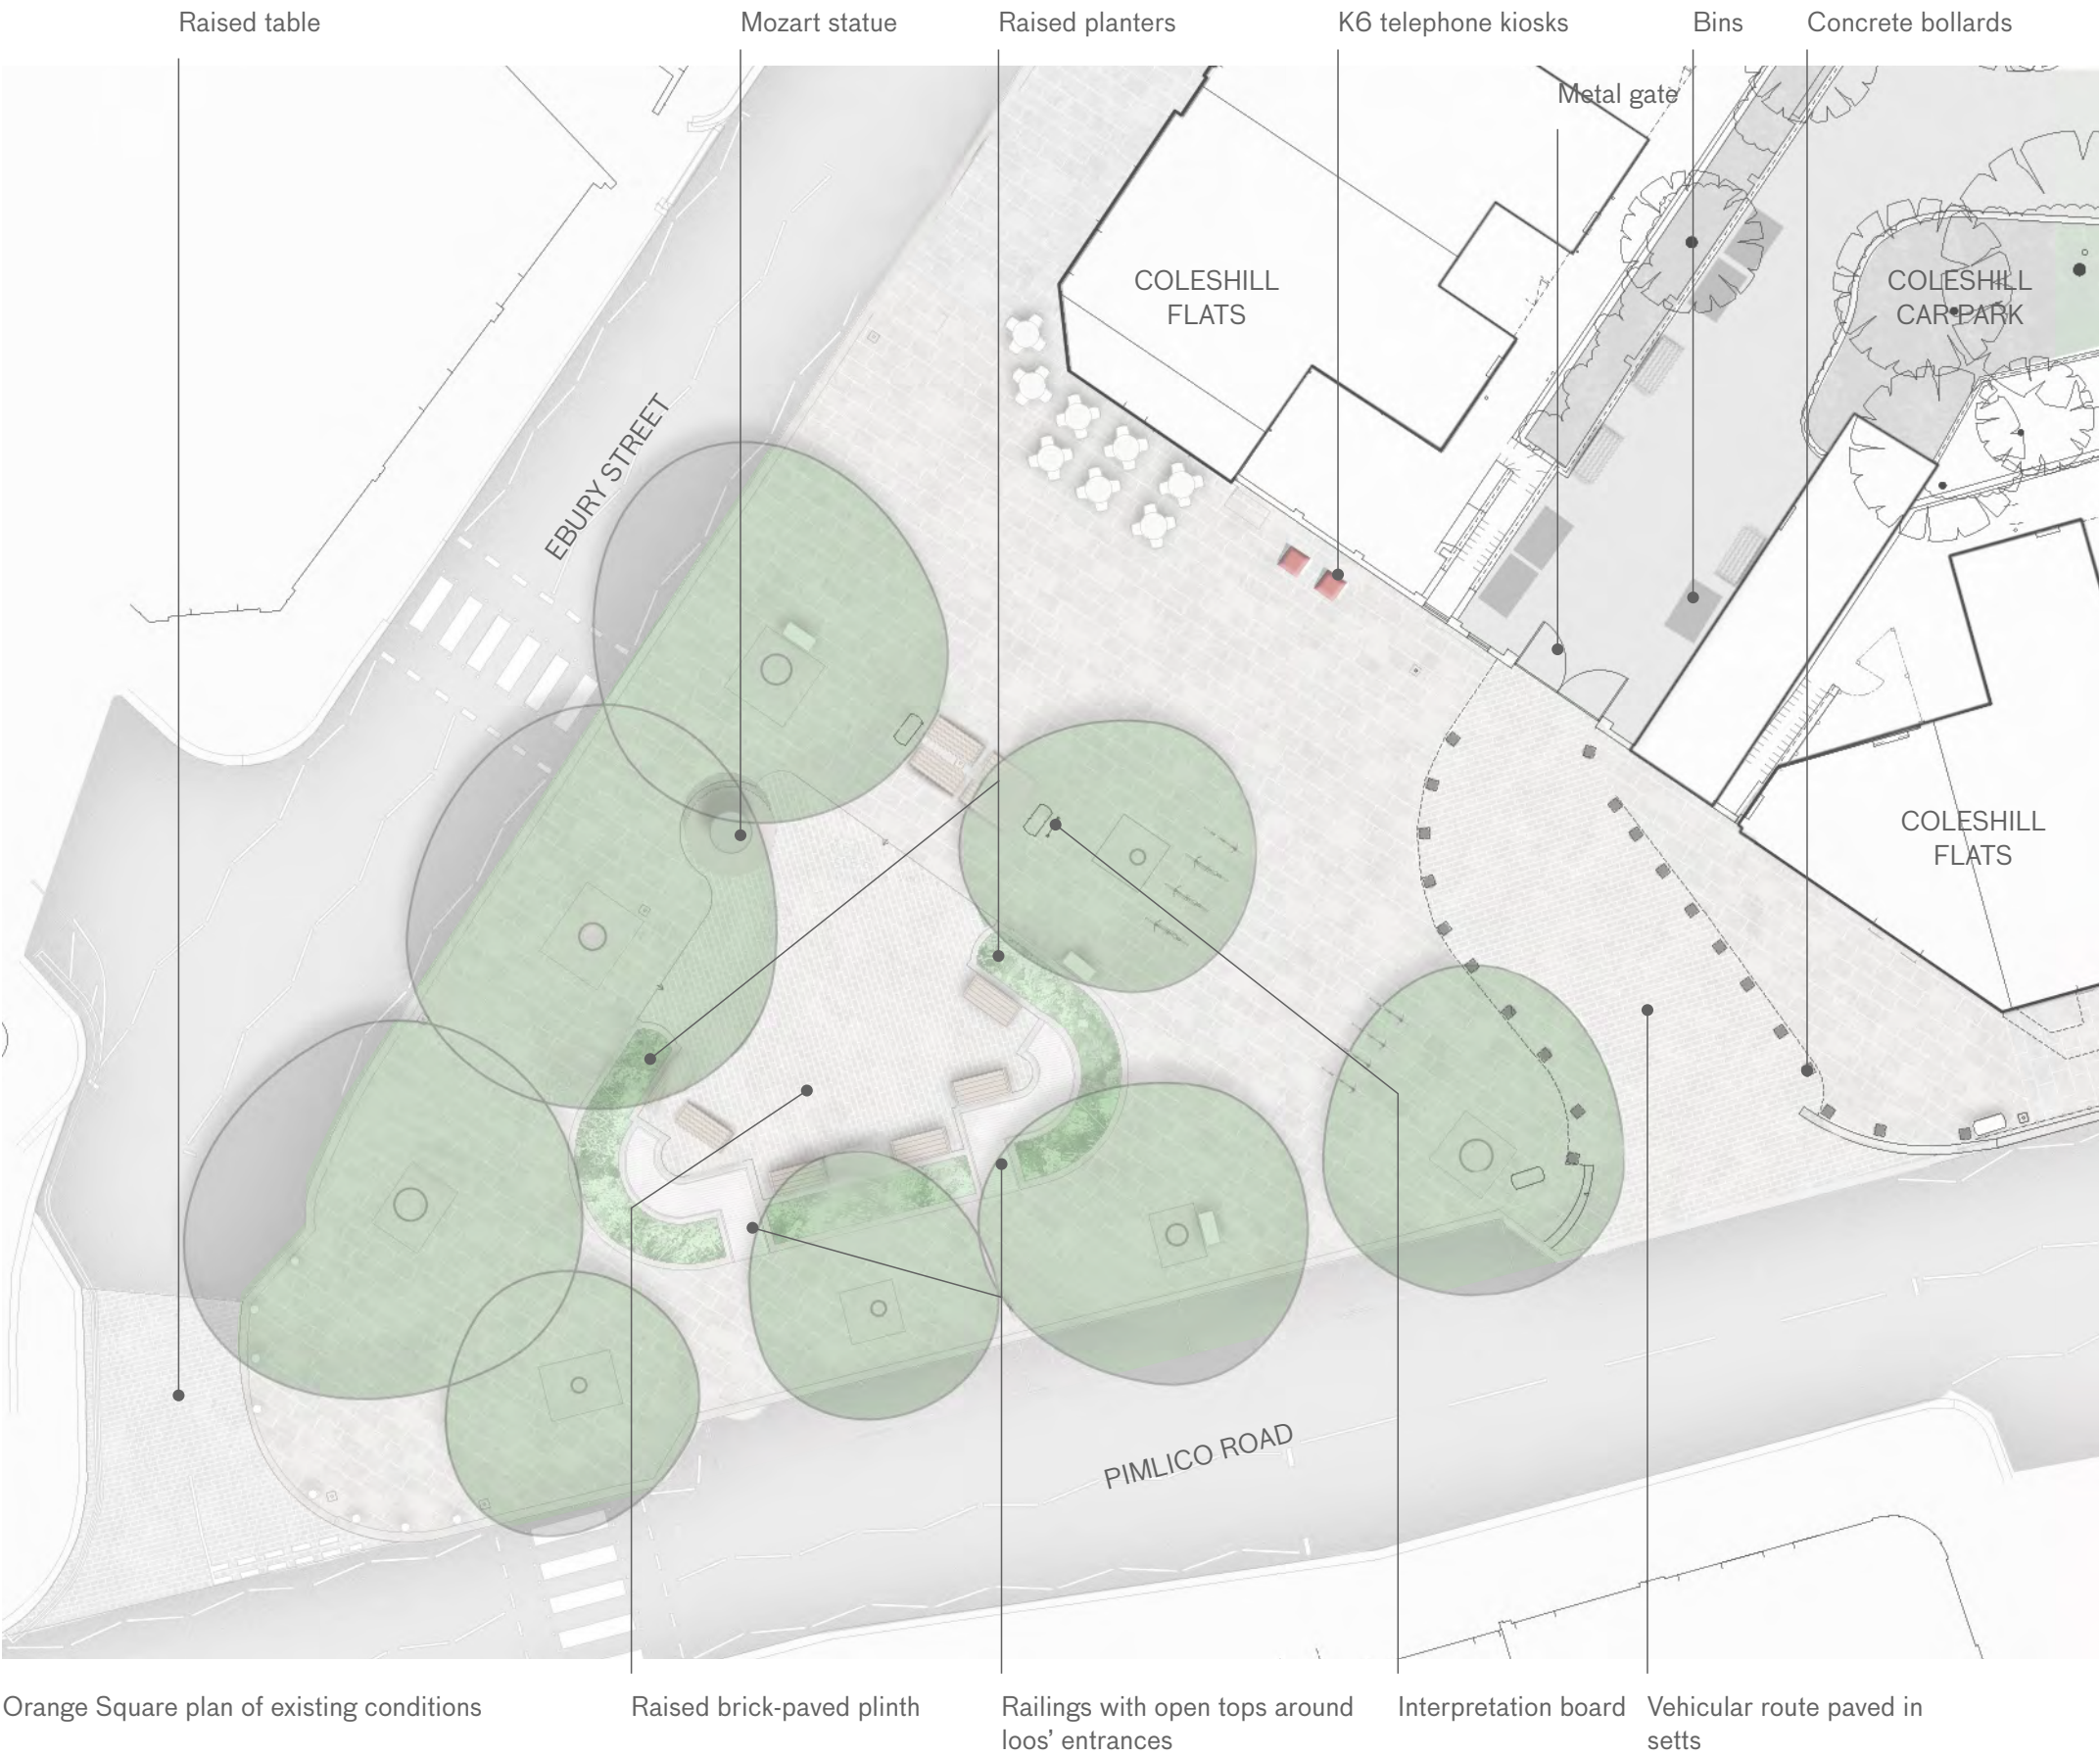 Raised table
Mozart statue
Raised planters
K6 telephone kiosks
Bins
Concrete bollards
Metal gate
COLESHILL
FLATS
COLESHILL
CAR PARK
EBURY STREET
COLESHILL
FLATS
PIMLICO ROAD
Orange Square plan of existing conditions
Raised brick-paved plinth
Railings with open tops around
loos’ entrances
Interpretation board
Vehicular route paved in
setts